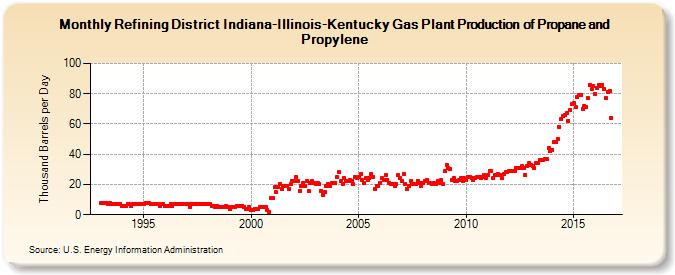 Monthly Refining District Indiana-Illinois-Kentucky Gas Plant Production of Propane and
Propylene
Thousand Barrels per Day
100
80
60
40
20
0
1995
2000
2005
2010
2015
Source: U.S. Energy Information Administration